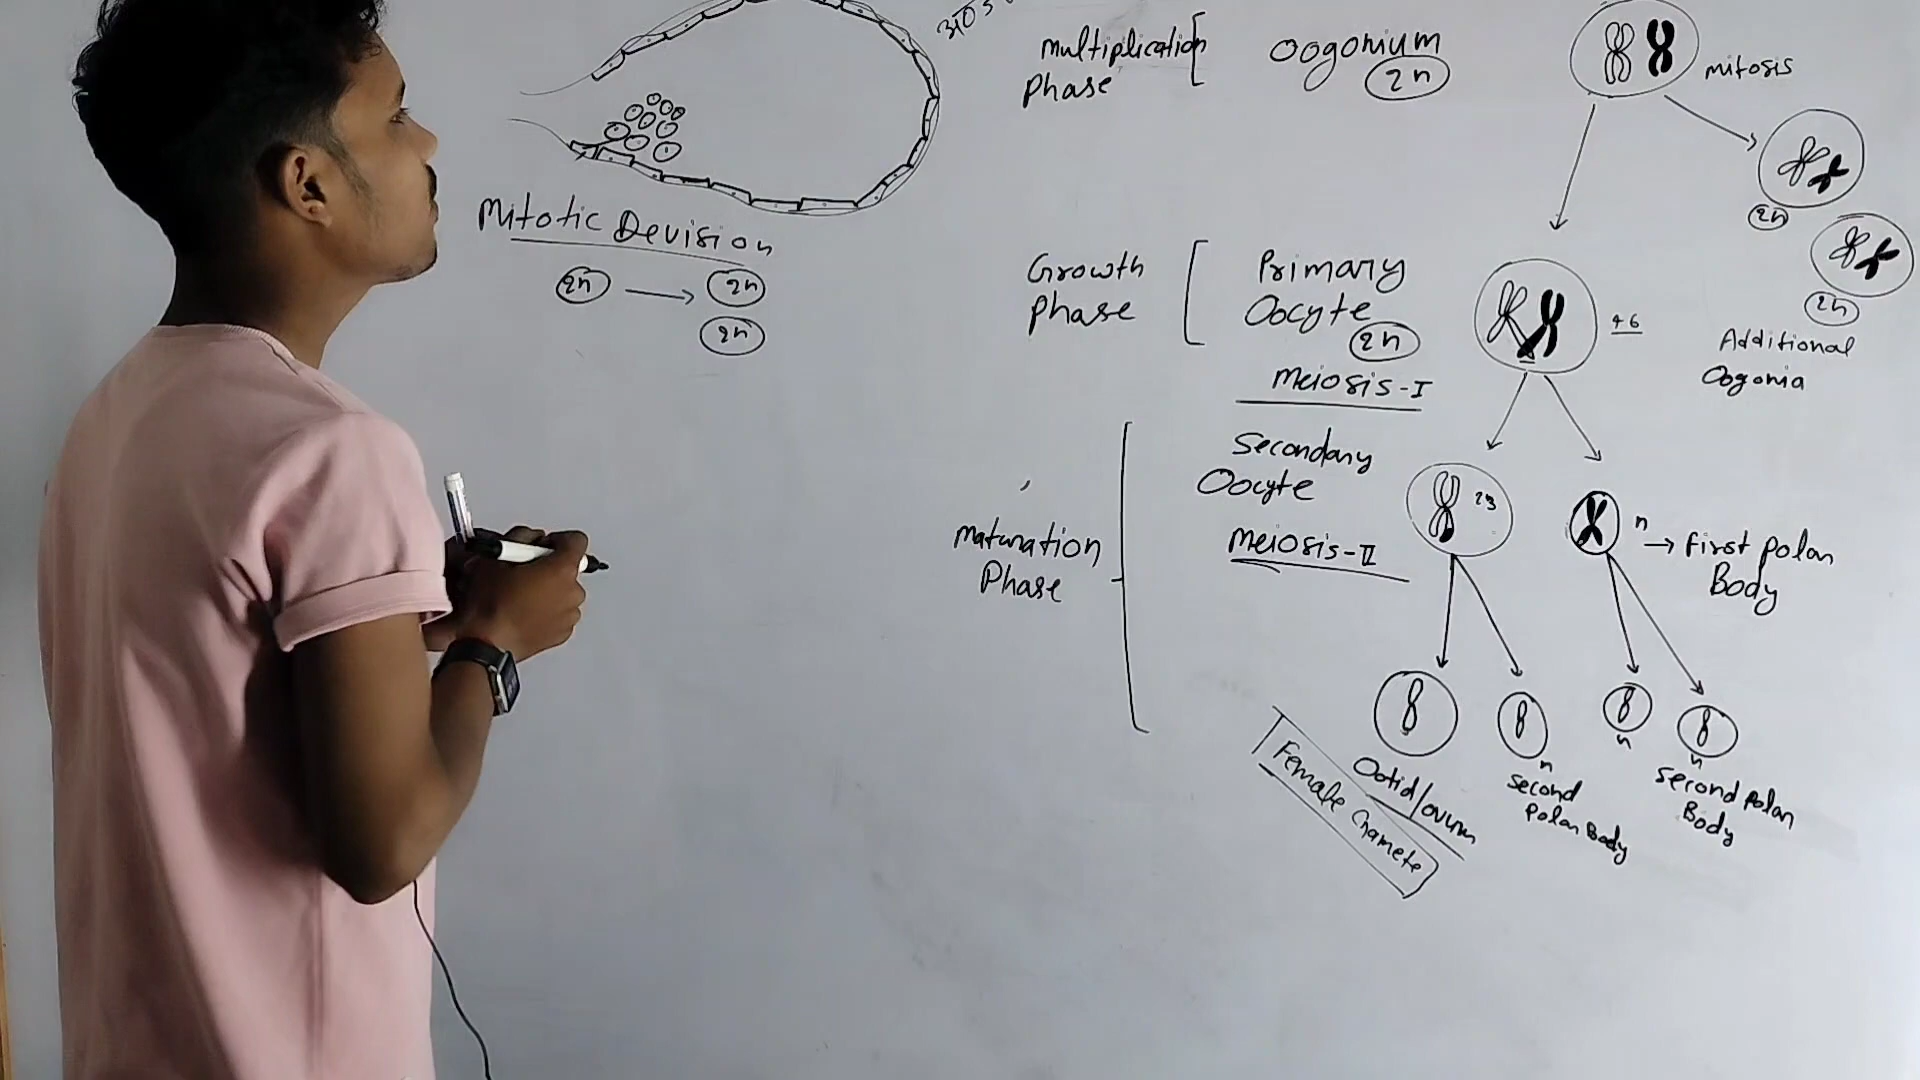 Mitotic Devision
2n → 2n
2n
Multiplication
Phase
Oogonium
2n
mitosis
2n
2n
Additional
Oogonia
Growth
Phase
Primary
Oocyte
2n
46
Meiosis-I
Maturation
Phase
Secondary
Oocyte
23
n → First Polar
Body
Meiosis-II
Ootid/ovum
Female Gamete
n
Second
Polar Body
n
n
Second Polar
Body